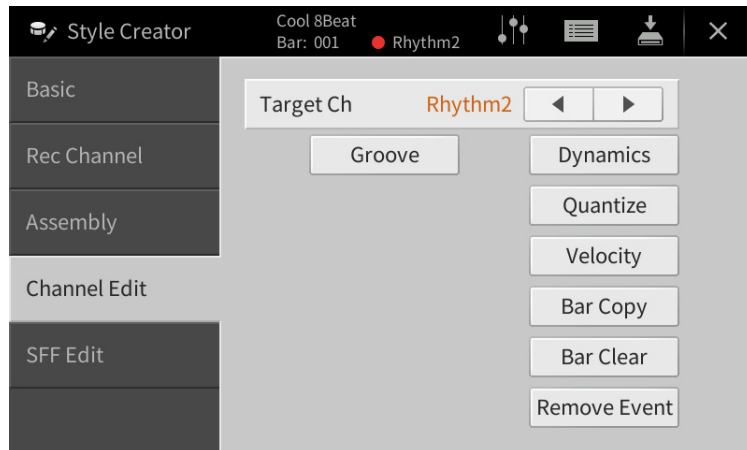 Style Creator
Cool 8Beat
Bar: 001 Rhythm2
Basic
Rec Channel
Assembly
Channel Edit
SFF Edit
Target Ch Rhythm2
Groove
Dynamics
Quantize
Velocity
Bar Copy
Bar Clear
Remove Event